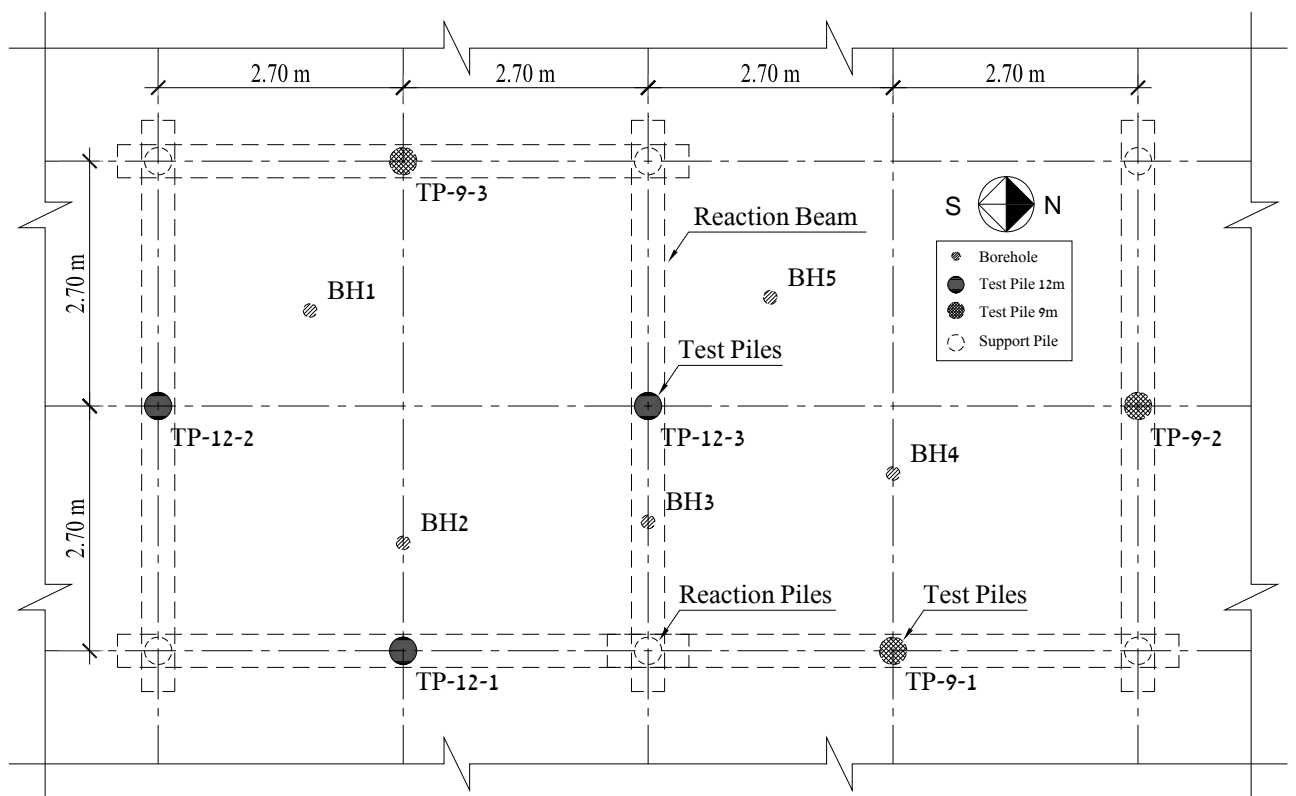 2.70 m
2.70 m
2.70 m
2.70 m
TP-9-3
S
N
Reaction Beam
Borehole
Test Pile 12m
Test Pile 9m
Support Pile
2.70 m
BH1
BH5
Test Piles
TP-12-2
TP-12-3
TP-9-2
BH4
BH3
BH2
2.70 m
Reaction Piles
Test Piles
TP-12-1
TP-9-1